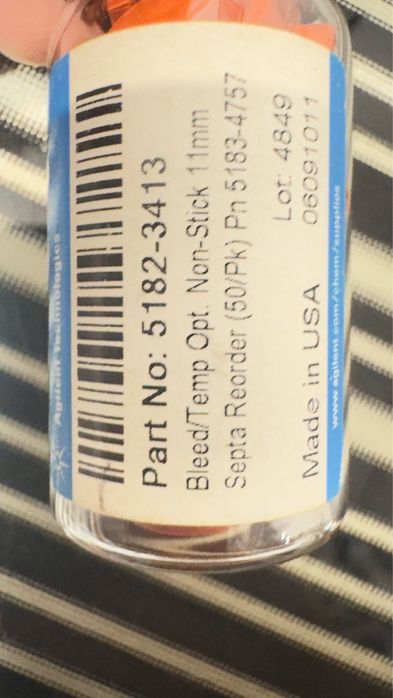 Agilent Technologies
Part No: 5182-3413
Bleed/Temp Opt. Non-Stick 11mm
Septa Reorder (50/Pk) Pn 5183-4757
Lot: 4849
06091011
Made in USA
www.agilent.com/chem/supplies